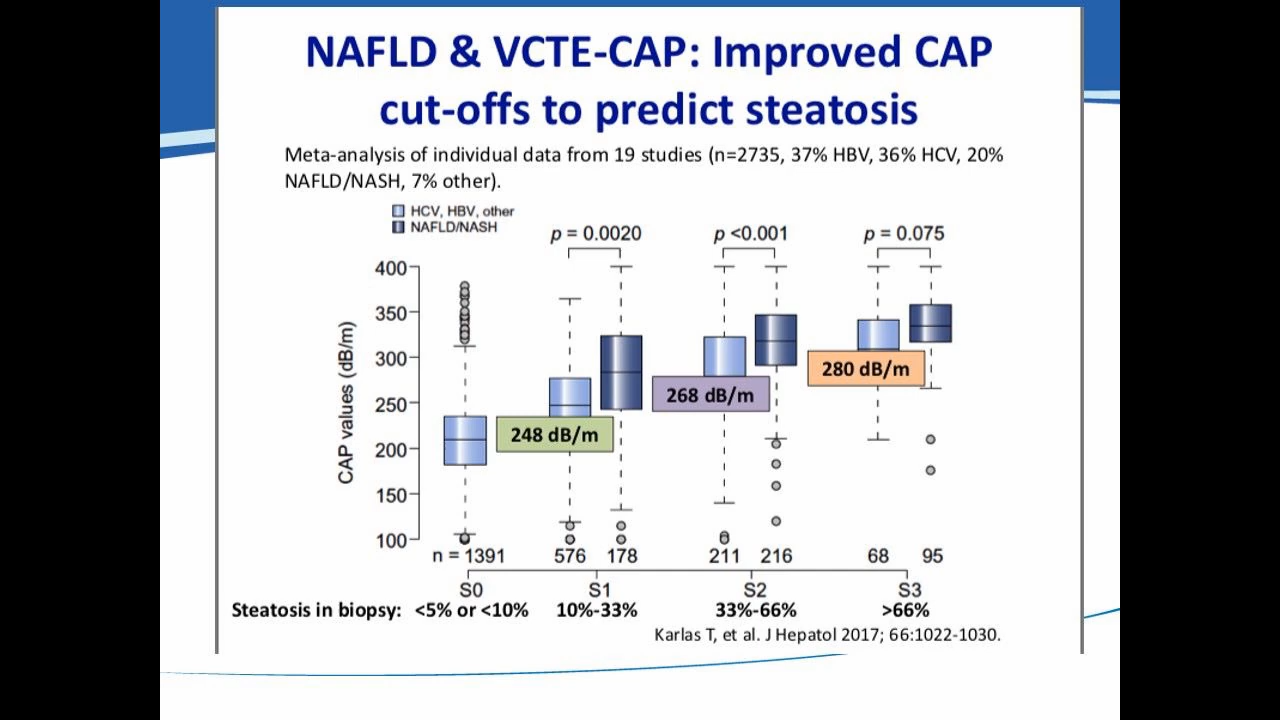 NAFLD & VCTE-CAP: Improved CAP
cut-offs to predict steatosis
Meta-analysis of individual data from 19 studies (n=2735, 37% HBV, 36% HCV, 20%
NAFLD/NASH, 7% other).
HCV, HBV, other
NAFLD/NASH
p = 0.0020 p <0.001 p = 0.075
CAP values (dB/m)
400
350
300
250
200
150
100
280 dB/m
268 dB/m
248 dB/m
n = 1391 576 178 211 216 68 95
S0 S1 S2 S3
Steatosis in biopsy: <5% or <10% 10%-33% 33%-66% >66%
Karlas T, et al. J Hepatol 2017; 66:1022-1030.